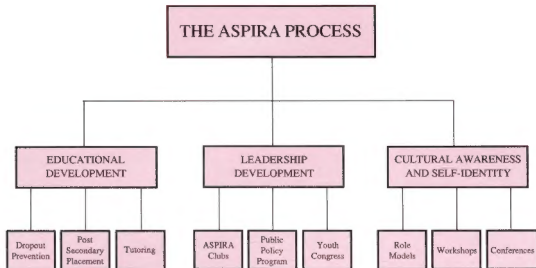 THE ASPIRA PROCESS
EDUCATIONAL
DEVELOPMENT
LEADERSHIP
DEVELOPMENT
CULTURAL AWARENESS
AND SELF-IDENTITY
Dropout
Prevention
Post
Secondary
Placement
Tutoring
ASPIRA
Clubs
Public
Policy
Program
Youth
Congress
Role
Models
Workshops
Conferences